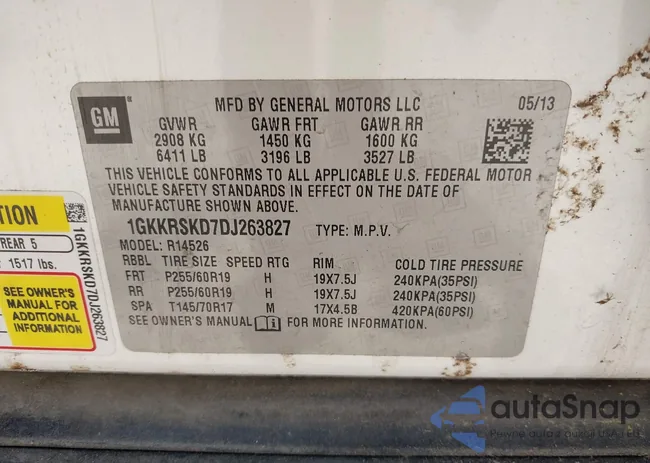 GM
MFD BY GENERAL MOTORS LLC 05/13
GVWR GAWR FRT GAWR RR
2908 KG 1450 KG 1600 KG
6411 LB 3196 LB 3527 LB
THIS VEHICLE CONFORMS TO ALL APPLICABLE U.S. FEDERAL MOTOR
VEHICLE SAFETY STANDARDS IN EFFECT ON THE DATE OF
MANUFACTURE SHOWN ABOVE.
1GKKRSKD7DJ263827 TYPE: M.P.V.
MODEL: R14526
RBBL TIRE SIZE SPEED RTG RIM COLD TIRE PRESSURE
FRT P255/60R19 H 19X7.5J 240KPA(35PSI)
RR P255/60R19 H 19X7.5J 240KPA(35PSI)
SPA T145/70R17 M 17X4.5B 420KPA(60PSI)
SEE OWNER'S MANUAL i FOR MORE INFORMATION.
TION
REAR 5
1517 lbs.
SEE OWNER'S
MANUAL FOR
ADDITIONAL
INFORMATION
1GKKRSKD7DJ263827
autaSnap
Pewne auta z aukcji USA